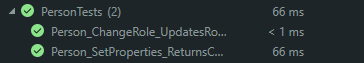 PersonTests (2) 66 ms
Person_ChangeRole_UpdatesRo... < 1 ms
Person_SetProperties_ReturnsC... 66 ms